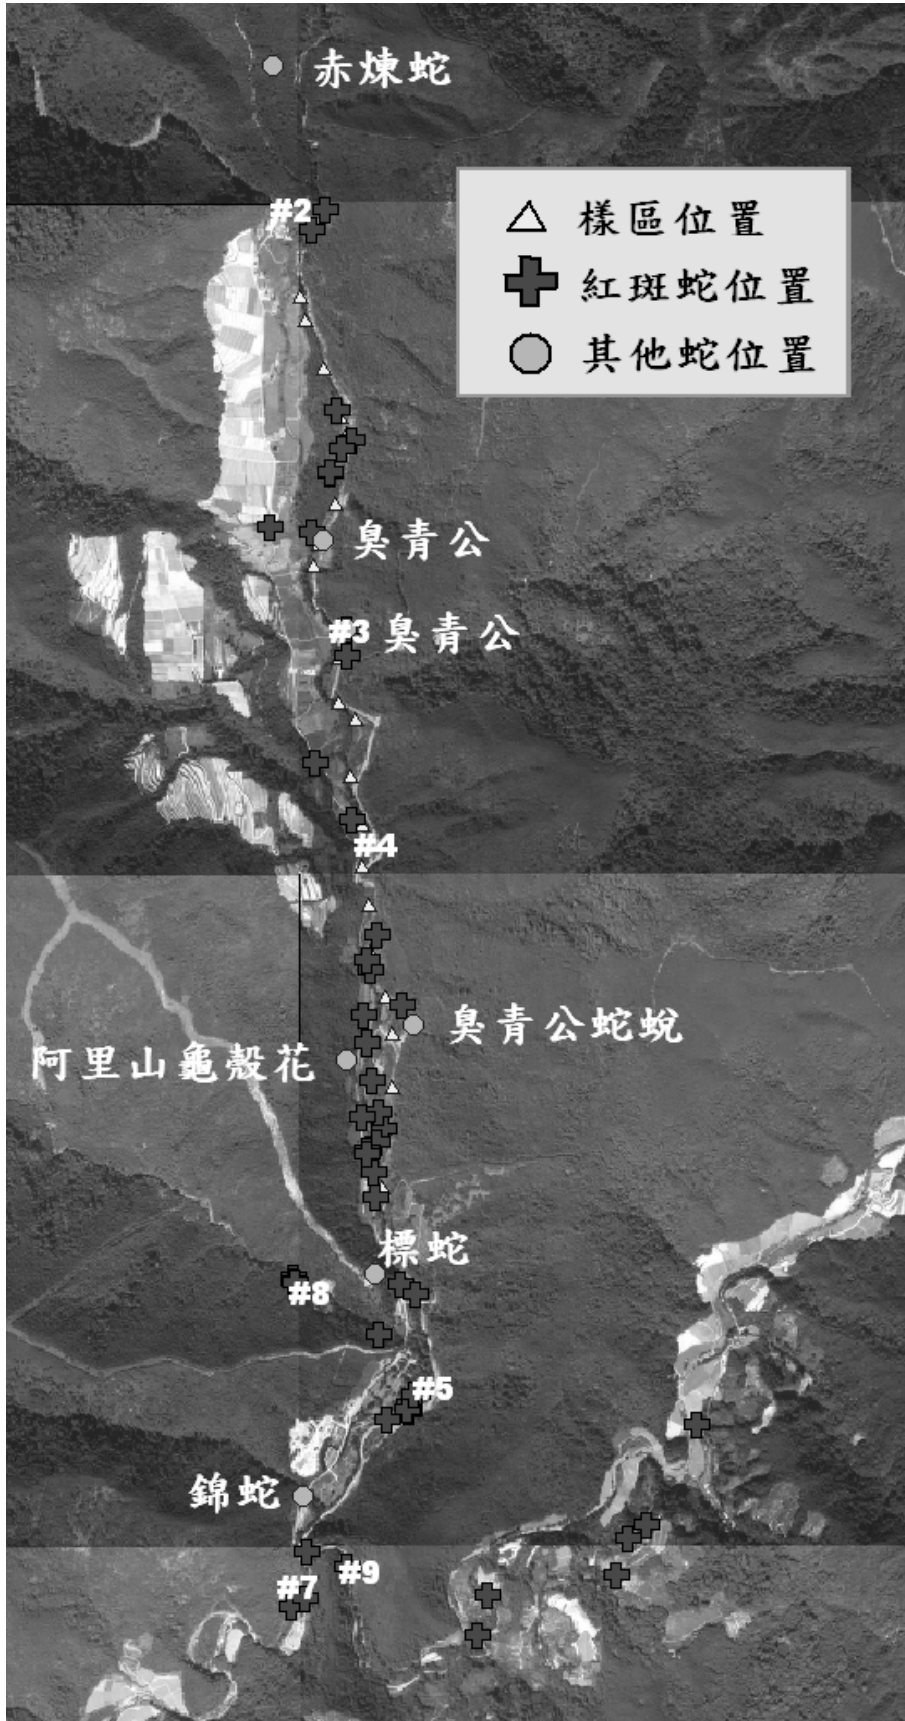 赤煉蛇
#2
樣區位置
紅斑蛇位置
其他蛇位置
臭青公
#3 臭青公
#4
臭青公蛇蛻
阿里山龜殼花
標蛇
#8
#5
錦蛇
#9
#7